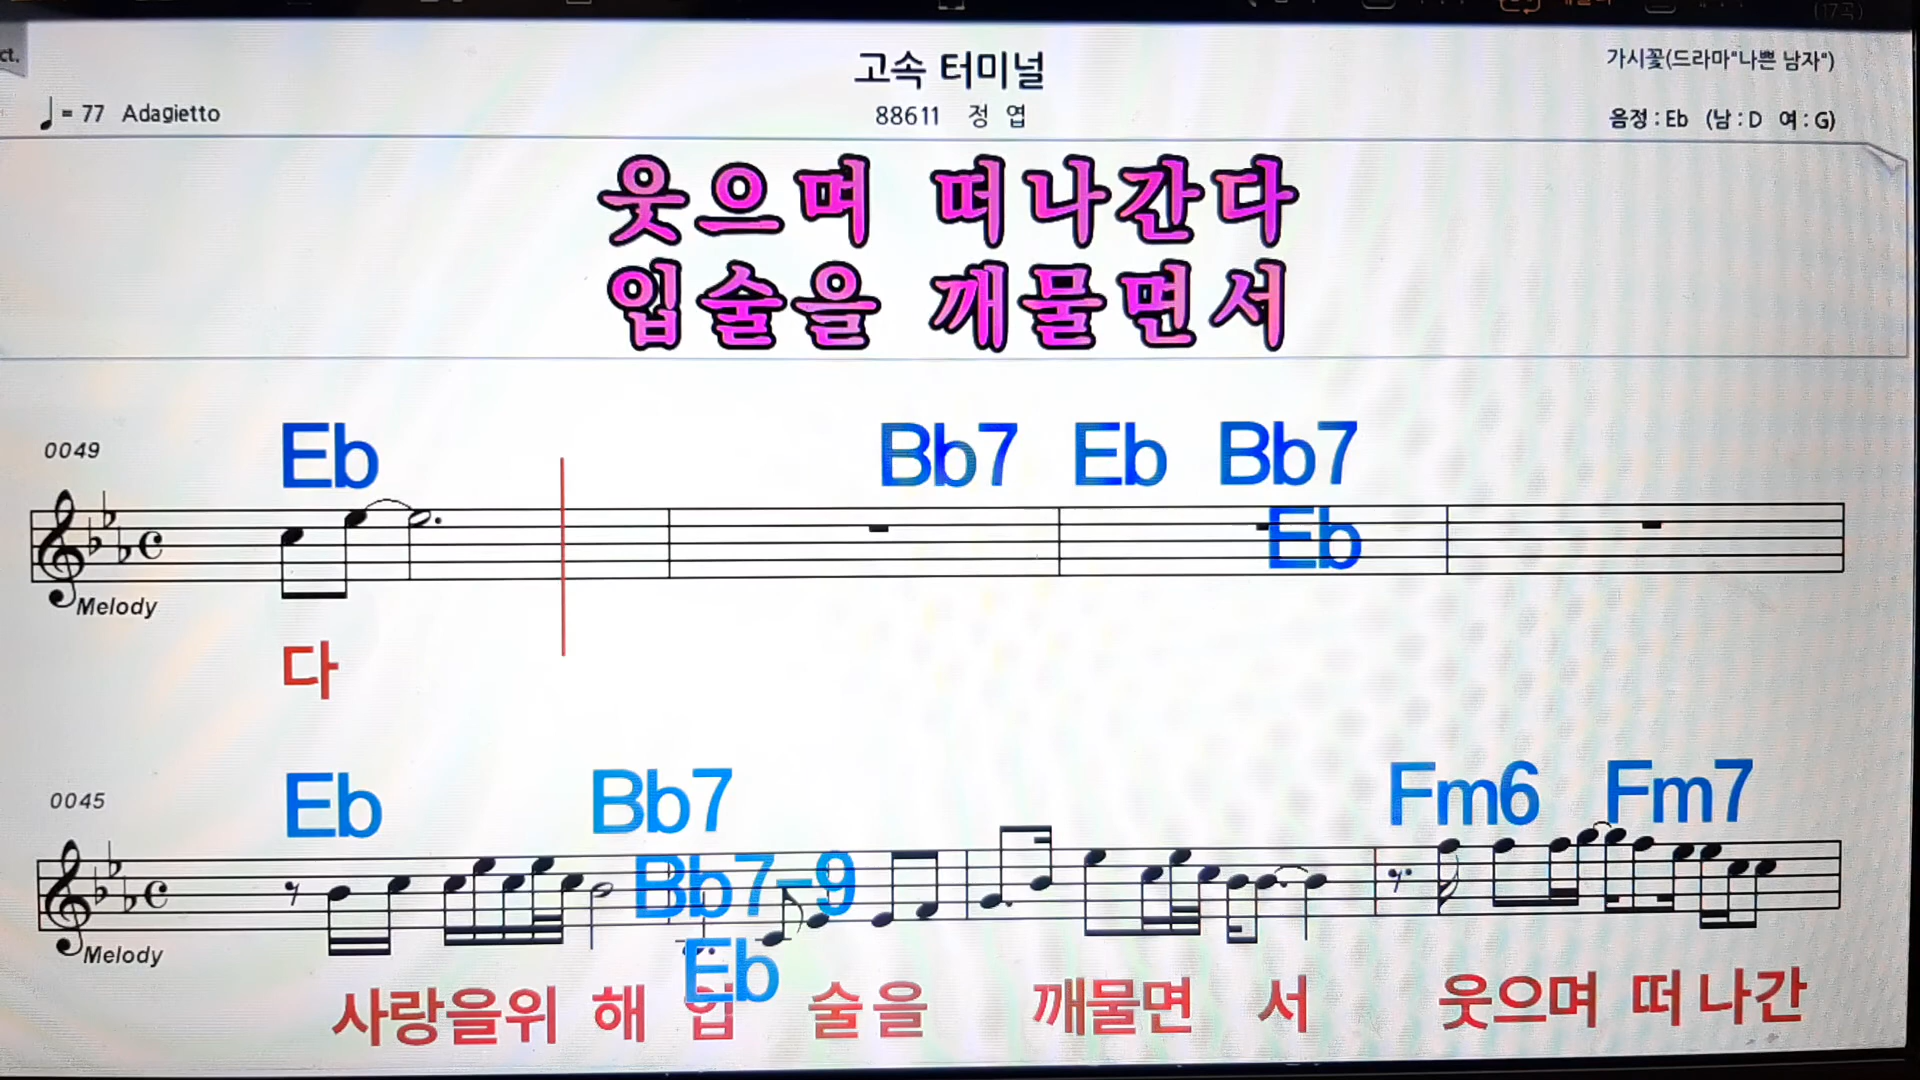 ct.
고속 터미널
가시꽃(드라마"나쁜 남자")
= 77 Adagietto
88611 정 엽
음정 : Eb (남 : D 여 : G)
웃으며 떠나간다
입술을 깨물면서
0049
Eb Bb7 Eb Bb7
Eb
Melody
다
0045
Eb Bb7 Fm6 Fm7
Bb7-9
Eb
Melody
사랑을위 해 입 술을 깨물면 서 웃으며 떠나간